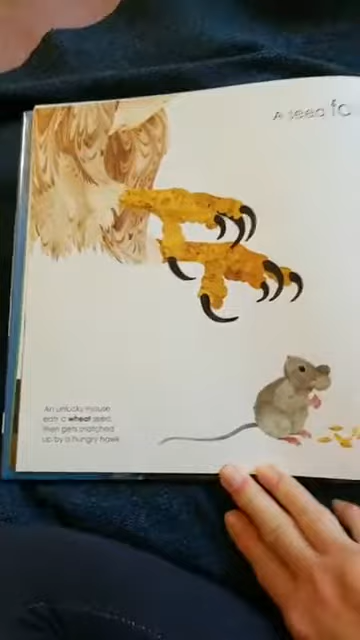 A seed fo
An unlucky mouse
eats a wheat seed,
then gets snatched
up by a hungry hawk